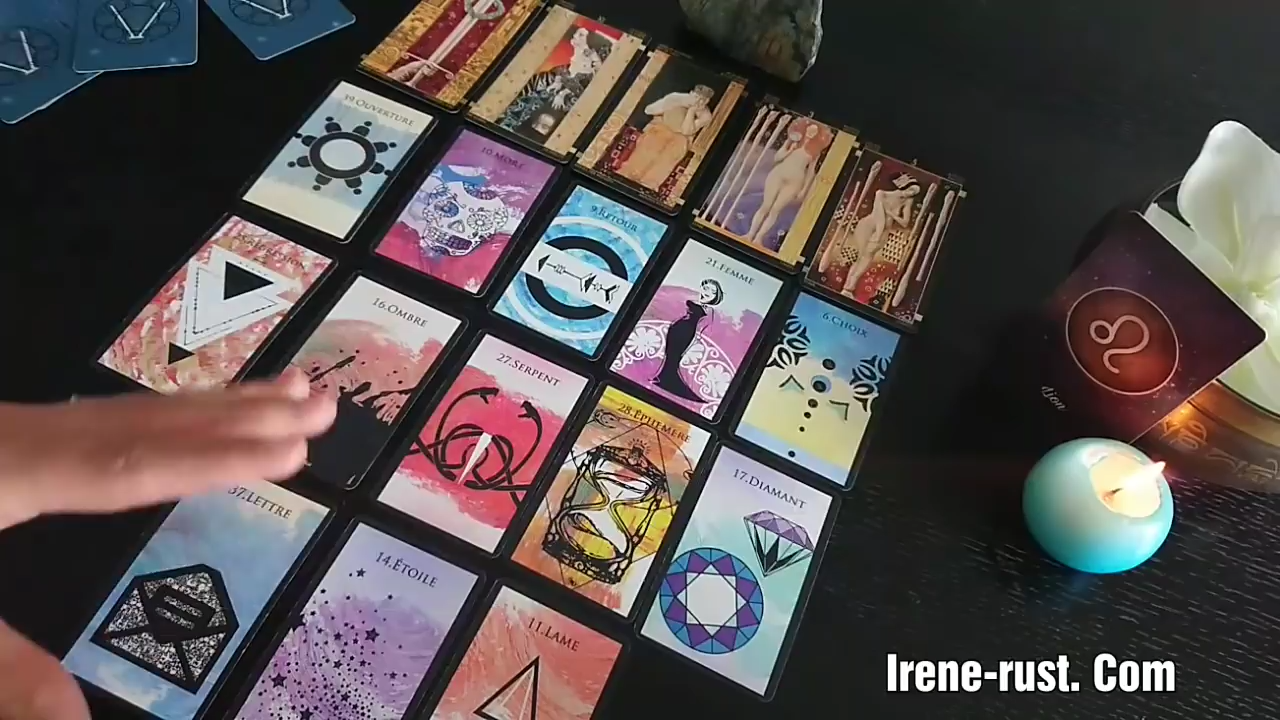 39.OUVERTURE
10.MORT
9.RETOUR
21.FEMME
6.CHOIX
16.OMBRE
27.SERPENT
28.ÉPHÉMÈRE
17.DIAMANT
37.LETTRE
14.ÉTOILE
11.LAME
Irene-rust. Com